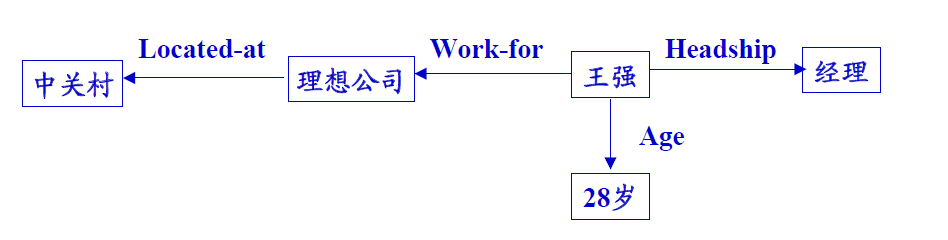 Located-at
Work-for
Headship
中关村
理想公司
王强
经理
Age
28岁